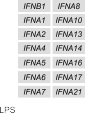 IFNB1 IFNA8
IFNA1 IFNA10
IFNA2 IFNA13
IFNA4 IFNA14
IFNA5 IFNA16
IFNA6 IFNA17
IFNA7 IFNA21
LPS